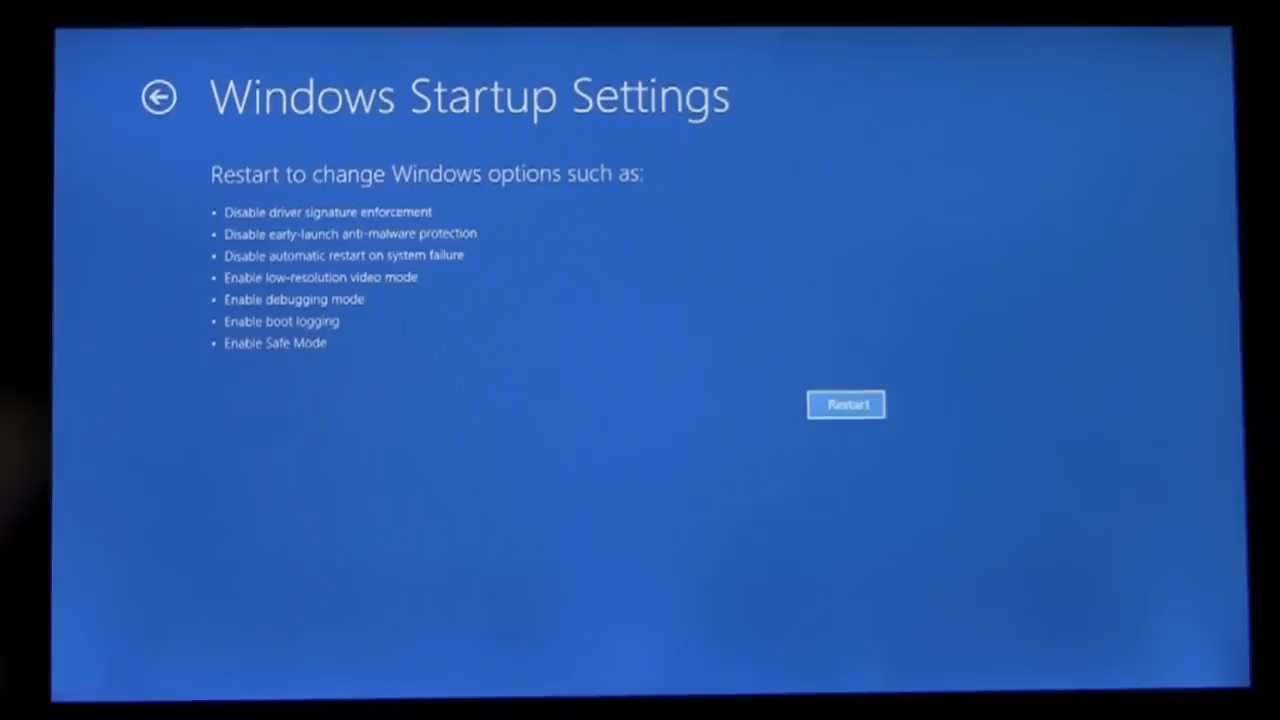 Windows Startup Settings
Restart to change Windows options such as:
• Disable driver signature enforcement
• Disable early-launch anti-malware protection
• Disable automatic restart on system failure
• Enable low-resolution video mode
• Enable debugging mode
• Enable boot logging
• Enable Safe Mode
Restart